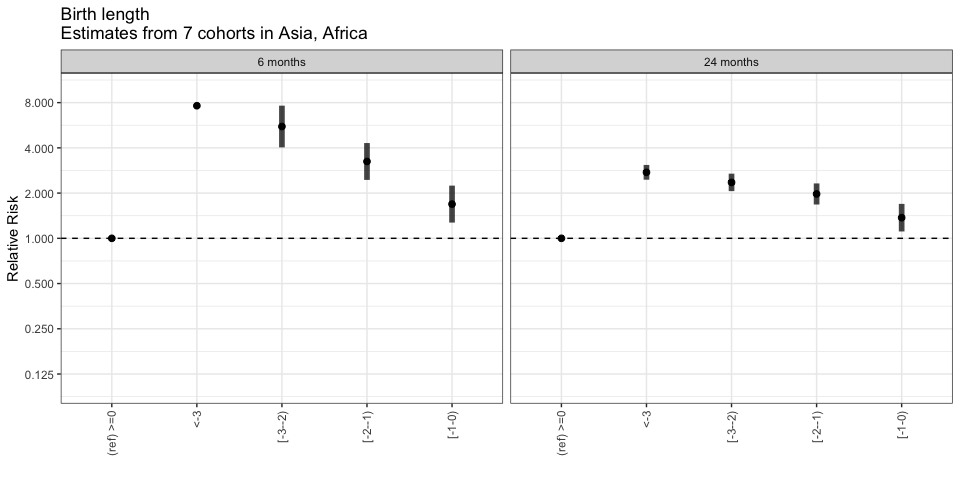 Birth length
Estimates from 7 cohorts in Asia, Africa
6 months
24 months
Relative Risk
8.000
4.000
2.000
1.000
0.500
0.250
0.125
(ref) >=0
<-3
[-3--2)
[-2--1)
[-1-0)
(ref) >=0
<-3
[-3--2)
[-2--1)
[-1-0)